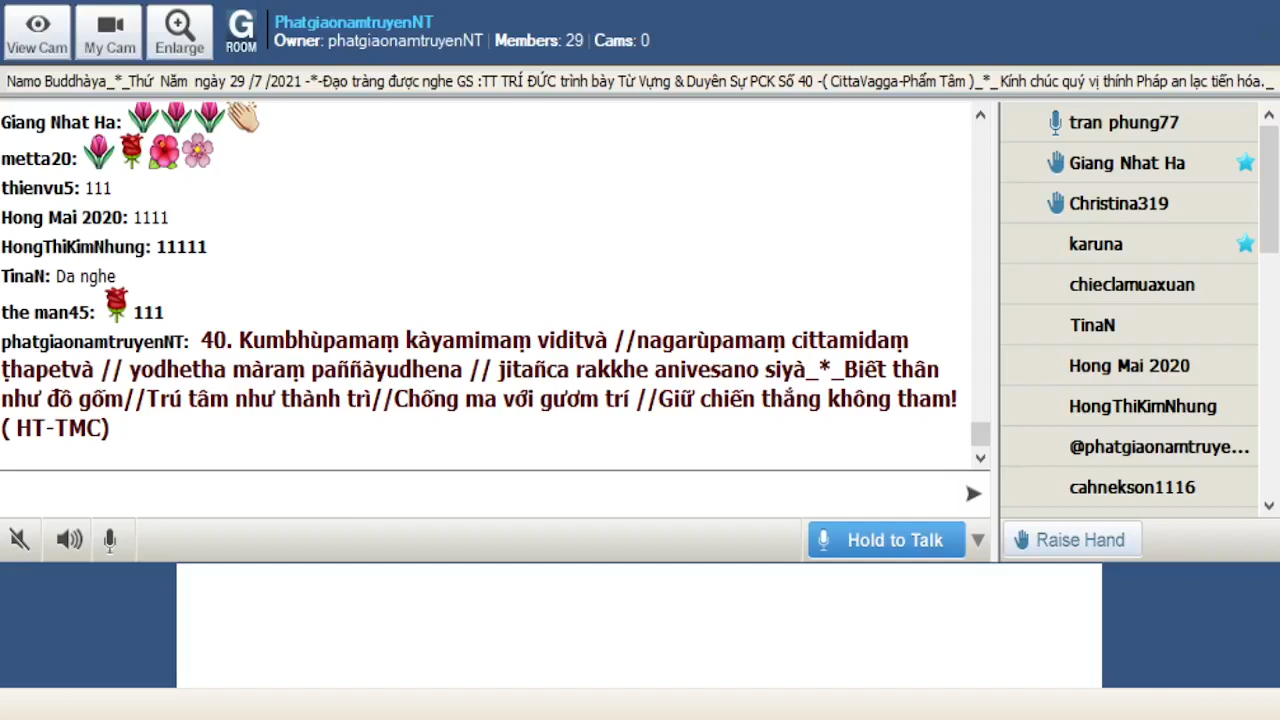 View Cam
My Cam
Enlarge
G
ROOM
PhatgiaonamtruyenNT
Owner: phatgiaonamtruyenNT | Members: 29 | Cams: 0
Namo Buddhàya_*_Thứ Năm ngày 29 /7 /2021 -*-Đạo tràng được nghe GS :TT TRÍ ĐỨC trình bày Từ Vựng & Duyên Sự PCK Số 40 -( CittaVagga-Phẩm Tâm )_*_Kính chúc quý vị thính Pháp an lạc tiến hóa._
Giang Nhat Ha:
metta20:
thienvu5: 111
Hong Mai 2020: 1111
HongThiKimNhung: 11111
TinaN: Da nghe
the man45: 111
phatgiaonamtruyenNT: 40. Kumbhùpamaṃ kàyamimaṃ viditvà //nagarùpamaṃ cittamidaṃ
ṭhapetvà // yodhetha màraṃ paññàyudhena // jitañca rakkhe anivesano siyà_*_Biết thân
như đồ gốm//Trú tâm như thành trì//Chống ma với gươm trí //Giữ chiến thắng không tham!
( HT-TMC)
tran phung77
Giang Nhat Ha
Christina319
karuna
chieclamuaxuan
TinaN
Hong Mai 2020
HongThiKimNhung
@phatgiaonamtruye...
cahnekson1116
Hold to Talk
Raise Hand